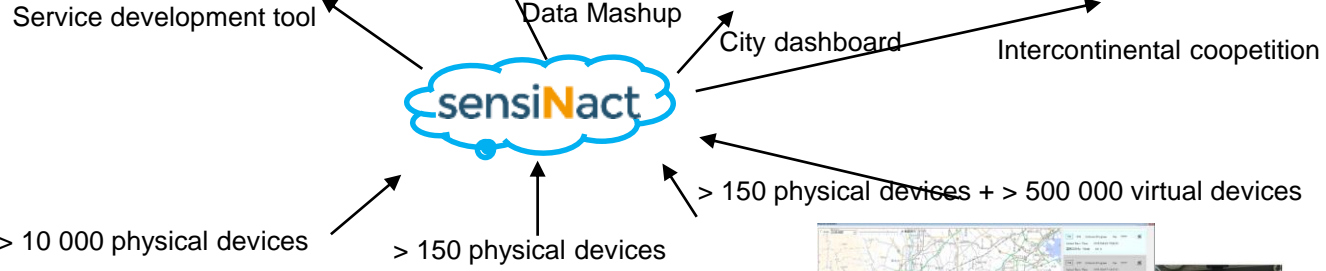 Service development tool
Data Mashup
City dashboard
Intercontinental coopetition
sensiNact
> 150 physical devices + > 500 000 virtual devices
> 10 000 physical devices
> 150 physical devices